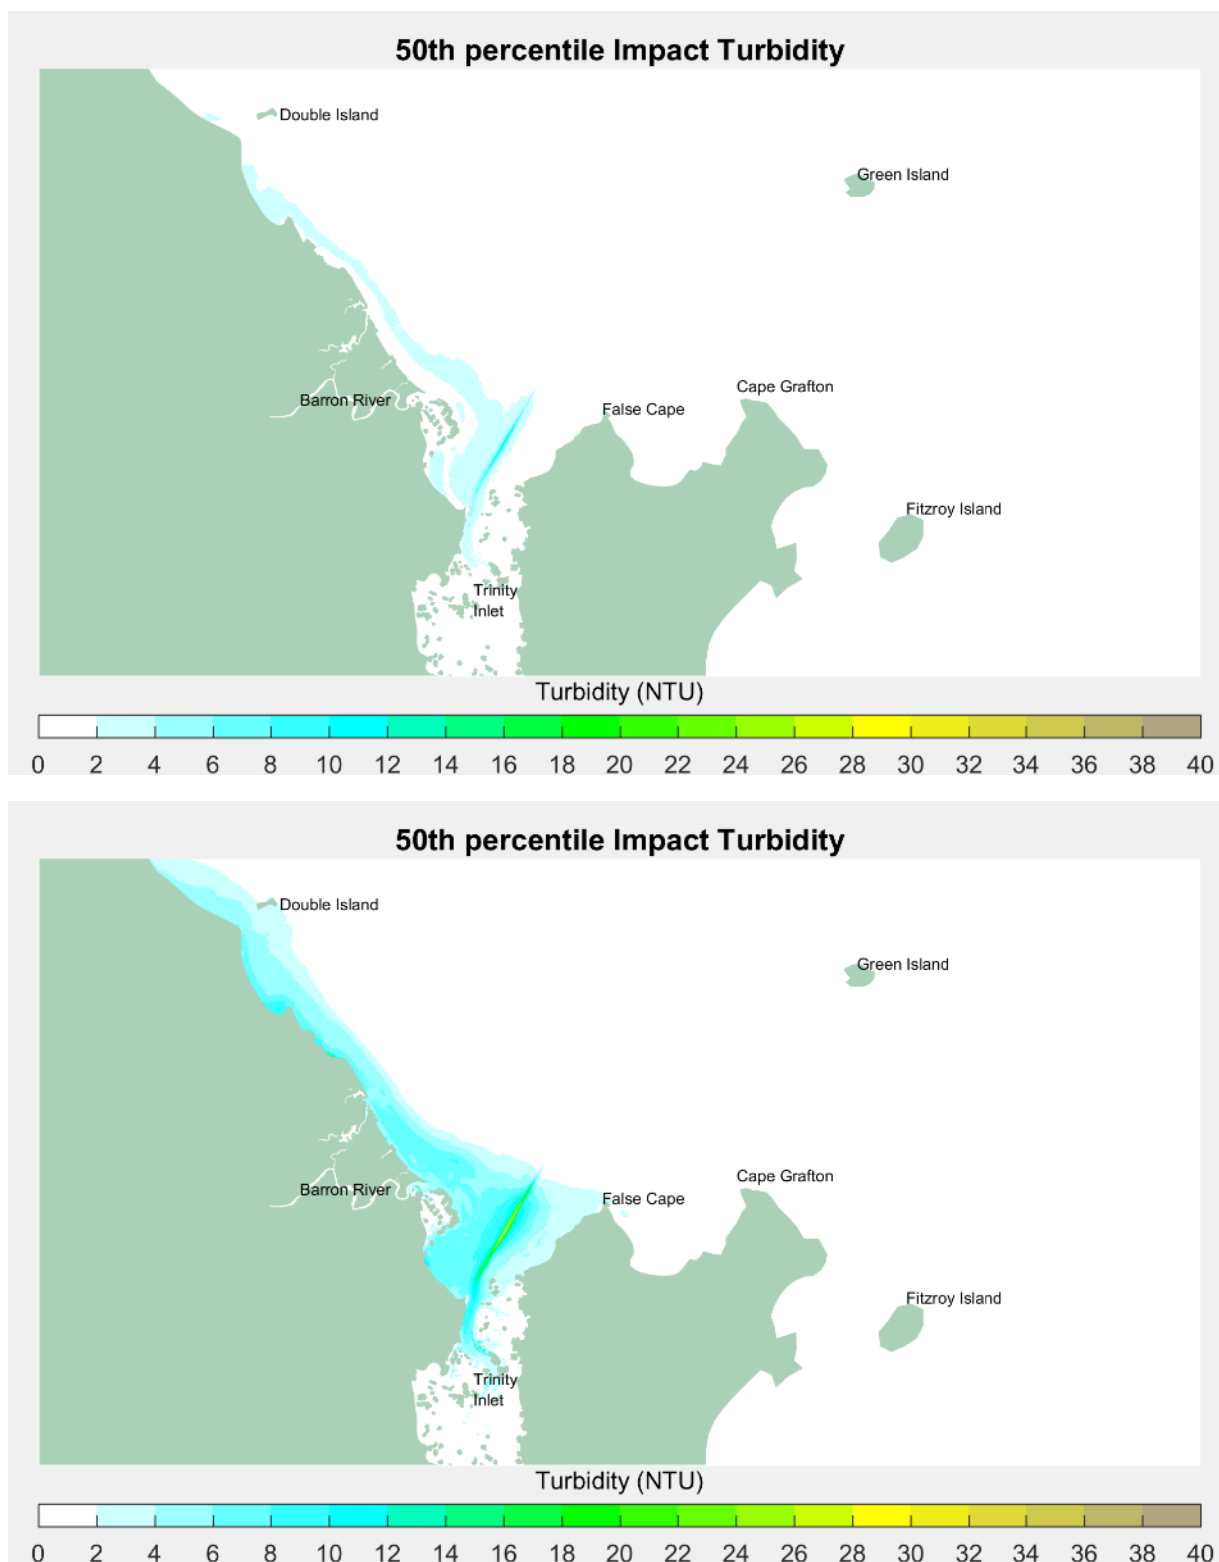 50th percentile Impact Turbidity
Double Island
Green Island
Cape Grafton
Barron River
False Cape
Fitzroy Island
Trinity
Inlet
Turbidity (NTU)
0 2 4 6 8 10 12 14 16 18 20 22 24 26 28 30 32 34 36 38 40
50th percentile Impact Turbidity
Double Island
Green Island
Cape Grafton
Barron River
False Cape
Fitzroy Island
Trinity
Inlet
Turbidity (NTU)
0 2 4 6 8 10 12 14 16 18 20 22 24 26 28 30 32 34 36 38 40